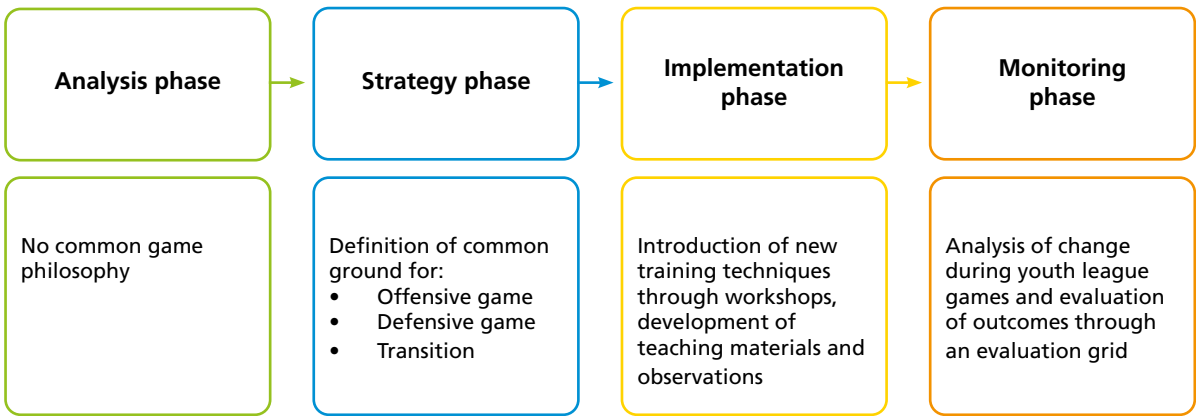 Analysis phase
Strategy phase
Implementation
phase
Monitoring
phase
No common game
philosophy
Definition of common
ground for:
• Offensive game
• Defensive game
• Transition
Introduction of new
training techniques
through workshops,
development of
teaching materials and
observations
Analysis of change
during youth league
games and evaluation
of outcomes through
an evaluation grid